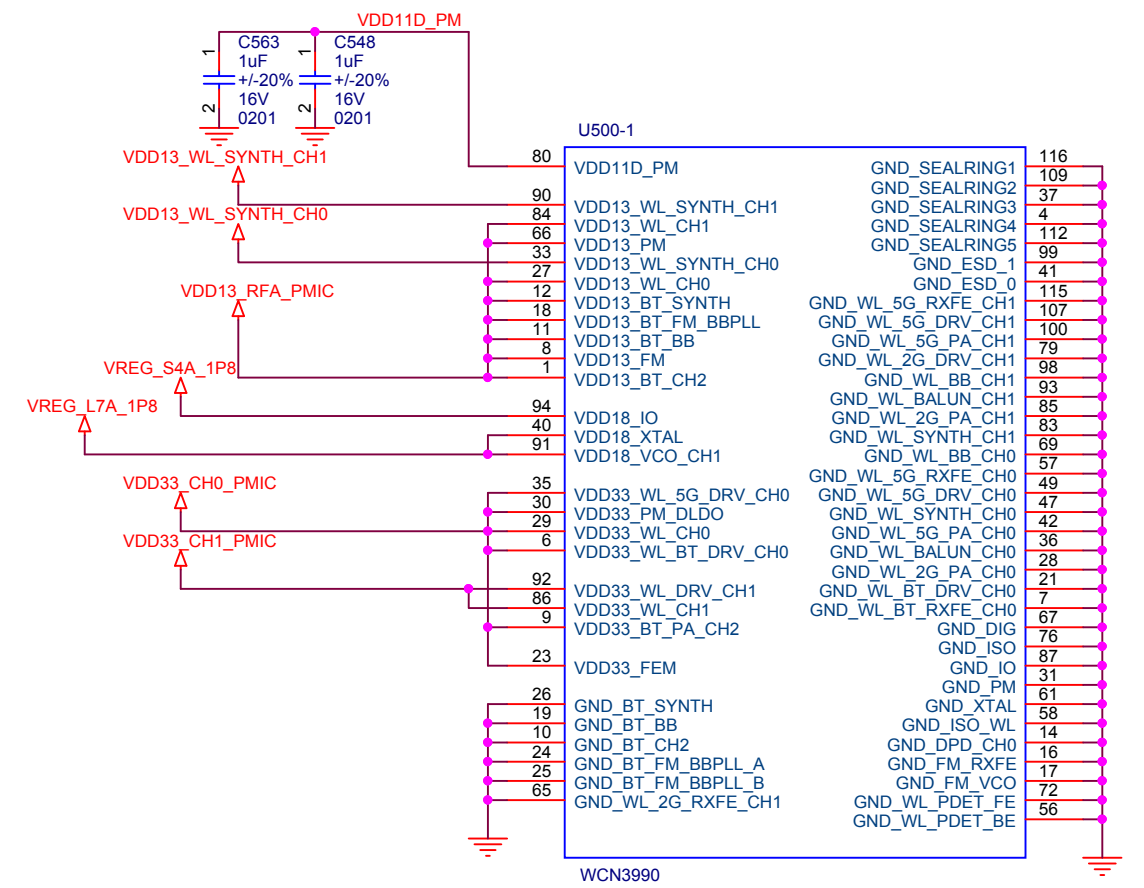 VDD11D_PM
1
C563
1uF
+/-20%
16V
0201
2
1
C548
1uF
+/-20%
16V
0201
2
VDD13_WL_SYNTH_CH1
VDD13_WL_SYNTH_CH0
VDD13_RFA_PMIC
VREG_S4A_1P8
VREG_L7A_1P8
VDD33_CH0_PMIC
VDD33_CH1_PMIC
U500-1
80 VDD11D_PM
90 VDD13_WL_SYNTH_CH1
84 VDD13_WL_CH1
66 VDD13_PM
33 VDD13_WL_SYNTH_CH0
27 VDD13_WL_CH0
12 VDD13_BT_SYNTH
18 VDD13_BT_FM_BBPLL
11 VDD13_BT_BB
8 VDD13_FM
1 VDD13_BT_CH2
94 VDD18_IO
40 VDD18_XTAL
91 VDD18_VCO_CH1
35 VDD33_WL_5G_DRV_CH0
30 VDD33_PM_DLDO
29 VDD33_WL_CH0
6 VDD33_WL_BT_DRV_CH0
92 VDD33_WL_DRV_CH1
86 VDD33_WL_CH1
9 VDD33_BT_PA_CH2
23 VDD33_FEM
26 GND_BT_SYNTH
19 GND_BT_BB
10 GND_BT_CH2
24 GND_BT_FM_BBPLL_A
25 GND_BT_FM_BBPLL_B
65 GND_WL_2G_RXFE_CH1
GND_SEALRING1 116
GND_SEALRING2 109
GND_SEALRING3 37
GND_SEALRING4 4
GND_SEALRING5 112
GND_ESD_1 99
GND_ESD_0 41
GND_WL_5G_RXFE_CH1 115
GND_WL_5G_DRV_CH1 107
GND_WL_5G_PA_CH1 100
GND_WL_2G_DRV_CH1 79
GND_WL_BB_CH1 98
GND_WL_BALUN_CH1 93
GND_WL_2G_PA_CH1 85
GND_WL_SYNTH_CH1 83
GND_WL_BB_CH0 69
GND_WL_5G_RXFE_CH0 57
GND_WL_5G_DRV_CH0 49
GND_WL_SYNTH_CH0 47
GND_WL_5G_PA_CH0 42
GND_WL_BALUN_CH0 36
GND_WL_2G_PA_CH0 28
GND_WL_BT_DRV_CH0 21
GND_WL_BT_RXFE_CH0 7
GND_DIG 67
GND_ISO 76
GND_IO 87
GND_PM 31
GND_XTAL 61
GND_ISO_WL 58
GND_DPD_CH0 14
GND_FM_RXFE 16
GND_FM_VCO 17
GND_WL_PDET_FE 72
GND_WL_PDET_BE 56
WCN3990